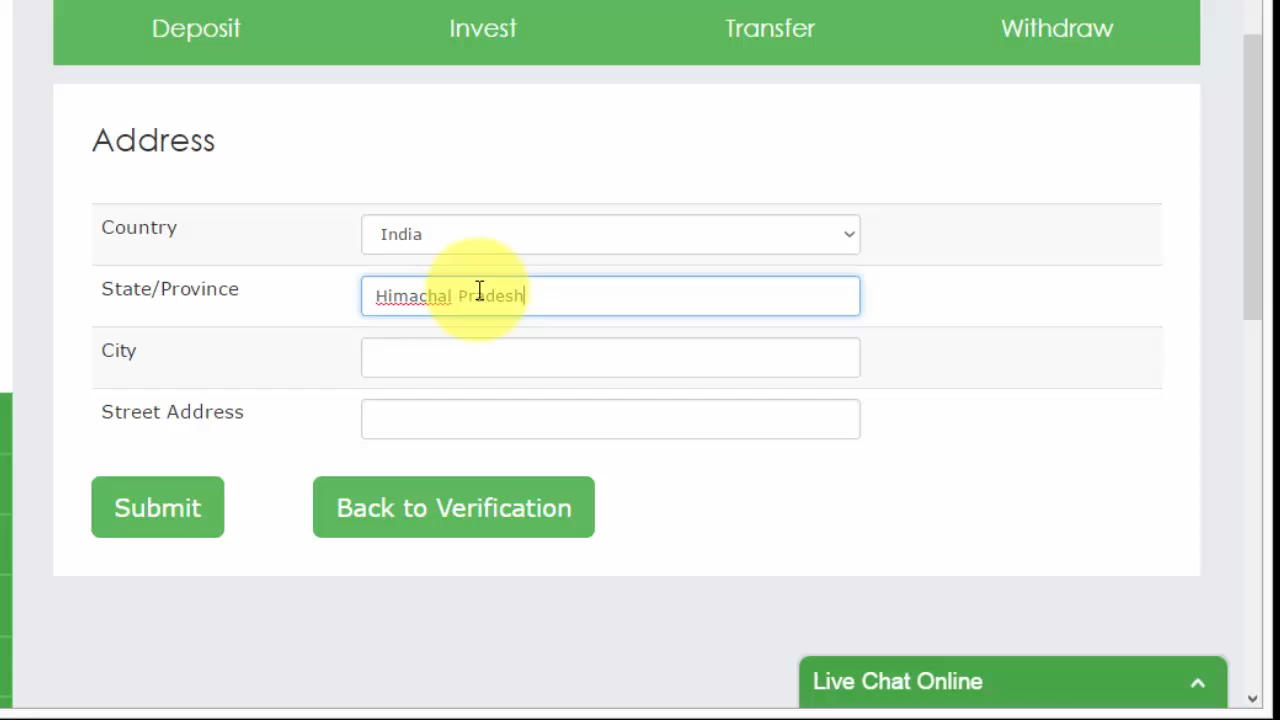 Deposit Invest Transfer Withdraw
Address
Country India
State/Province Himachal Pradesh
City
Street Address
Submit Back to Verification
Live Chat Online